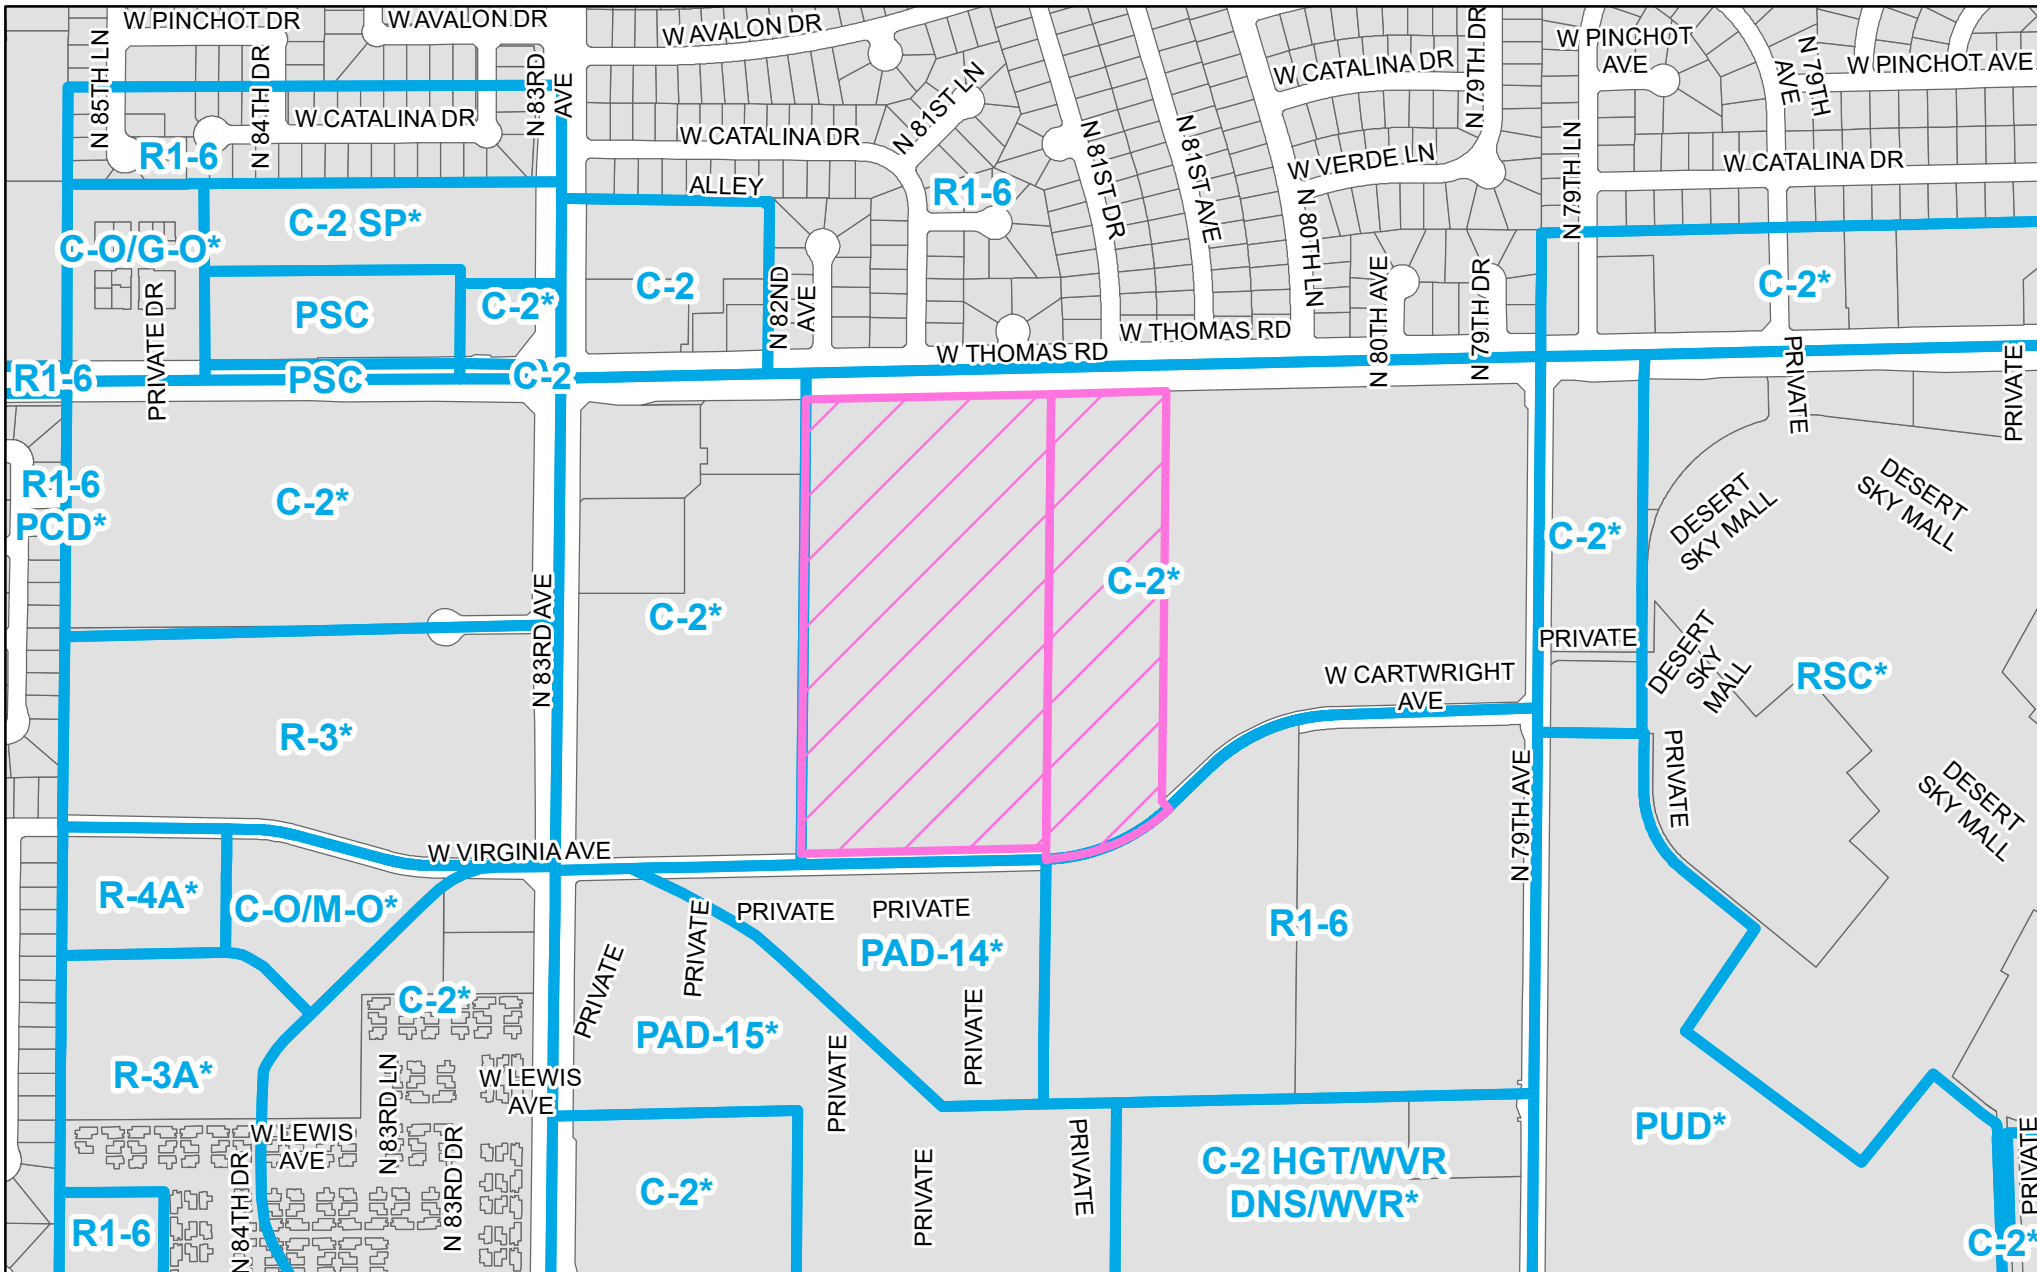 W PINCHOT DR
W AVALON DR
W AVALON DR
N 85TH LN
N 84TH DR
N 83RD
AVE
W CATALINA DR
W CATALINA DR
N 81ST LN
N 81ST DR
N 81ST AVE
W CATALINA DR
N 79TH DR
W VERDE LN
N 80TH LN
W PINCHOT
AVE
N 79TH
AVE
W PINCHOT AVE
N 79TH LN
W CATALINA DR
R1-6
ALLEY
R1-6
C-2 SP*
C-O/G-O*
PSC
C-2*
C-2
N 82ND
AVE
PRIVATE DR
W THOMAS RD
W THOMAS RD
N 80TH AVE
N 79TH DR
C-2*
PRIVATE
PRIVATE
R1-6
PSC
C-2
R1-6
PCD*
C-2*
C-2*
C-2*
C-2*
DESERT
SKY MALL
DESERT
SKY MALL
N 83RD AVE
PRIVATE
DESERT
SKY
MALL
RSC*
W CARTWRIGHT
AVE
R-3*
PRIVATE
DESERT
SKY MALL
N 79TH AVE
W VIRGINIA AVE
R-4A*
C-O/M-O*
PRIVATE
PRIVATE
PRIVATE
PRIVATE
PAD-14*
R1-6
C-2*
PAD-15*
PRIVATE
PRIVATE
R-3A*
N 83RD LN
W LEWIS
AVE
W LEWIS
AVE
N 84TH DR
N 83RD DR
PRIVATE
PRIVATE
PUD*
PRIVATE
C-2 HGT/WVR
DNS/WVR*
C-2*
R1-6
C-2*